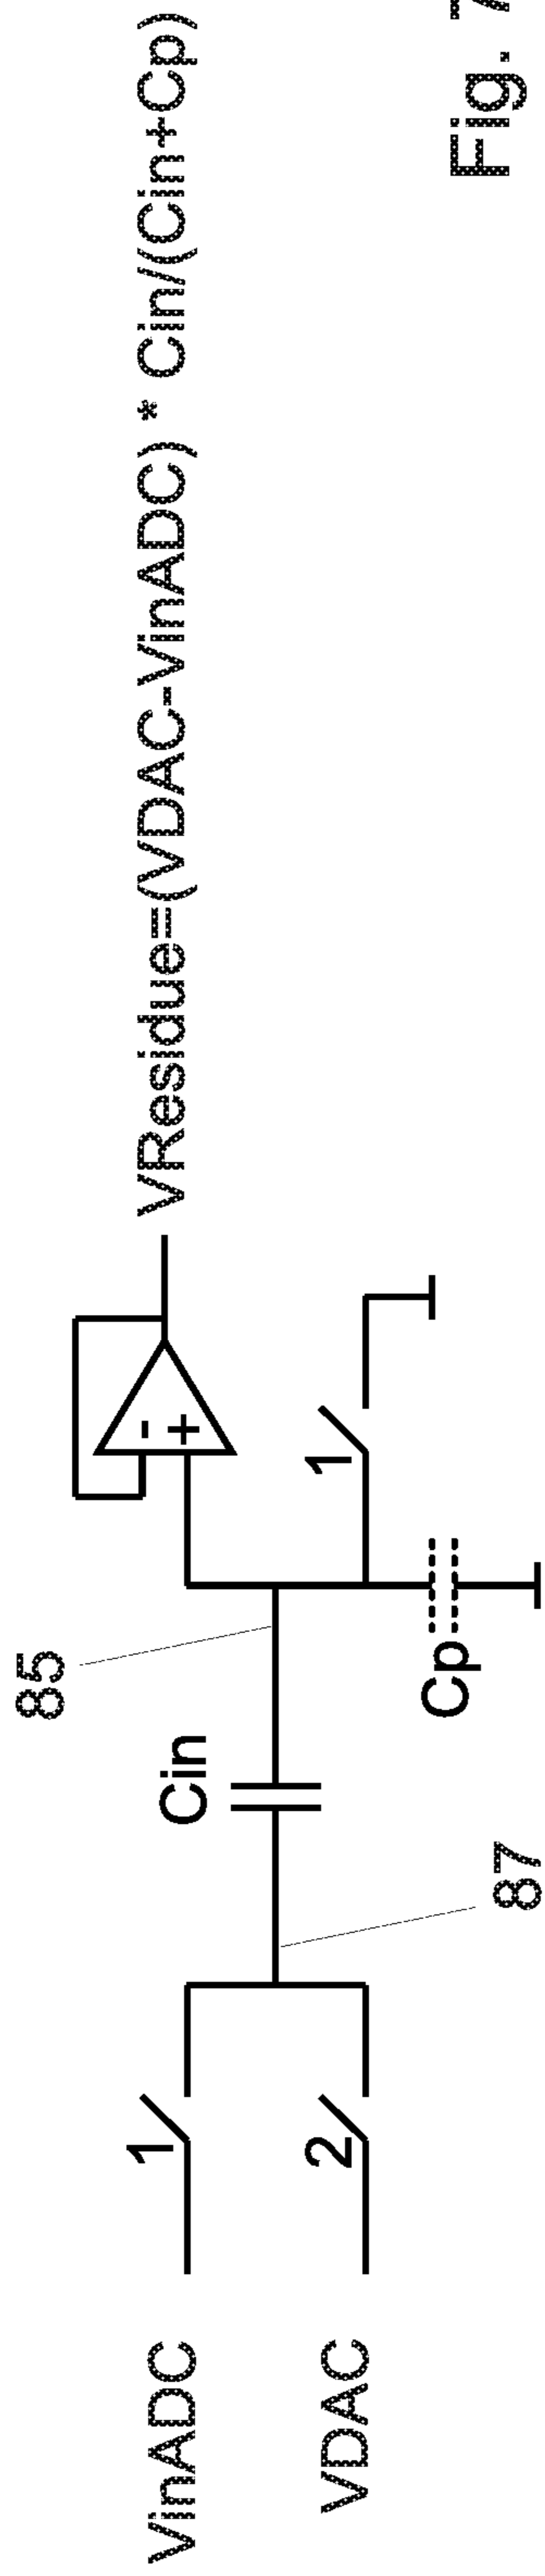 VinADC
1
VDAC
2
87
Cin
85
Cp
1
-
+
VResidue=(VDAC-VinADC) * Cin/(Cin+Cp)
Fig. 7